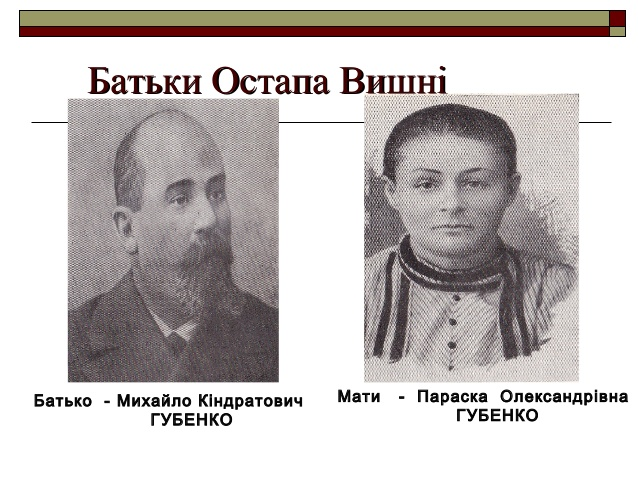 Батьки Остапа Вишні
Батько - Михайло Кіндратович
ГУБЕНКО
Мати - Параска Олександрівна
ГУБЕНКО